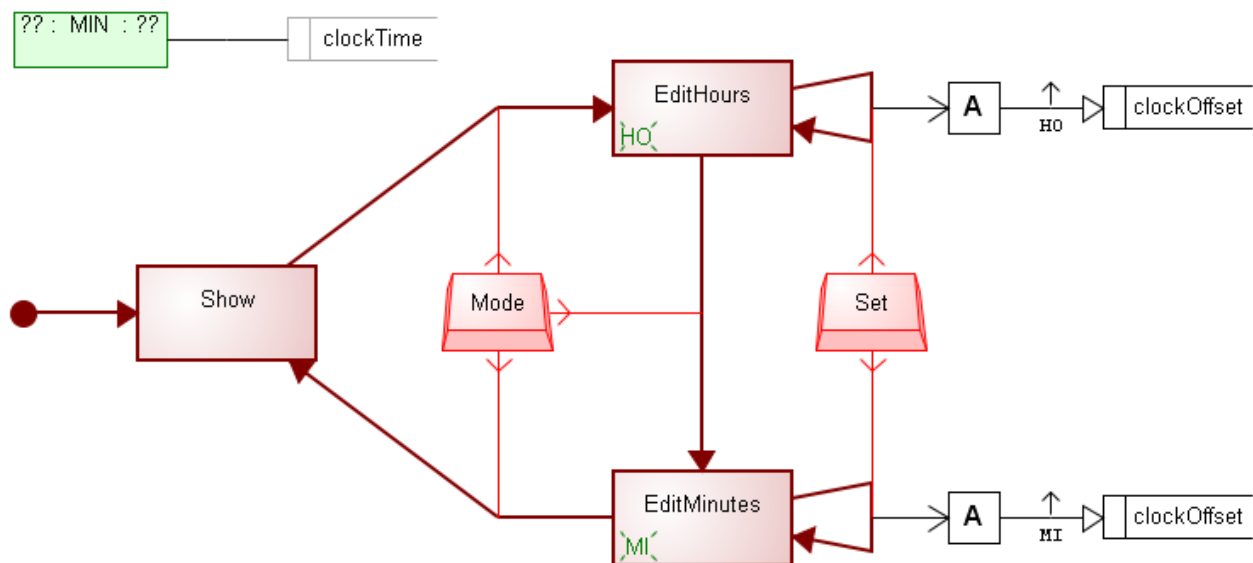 ?? : MIN : ??
clockTime
EditHours
HO
A
HO
clockOffset
Show
Mode
Set
EditMinutes
MI
A
MI
clockOffset